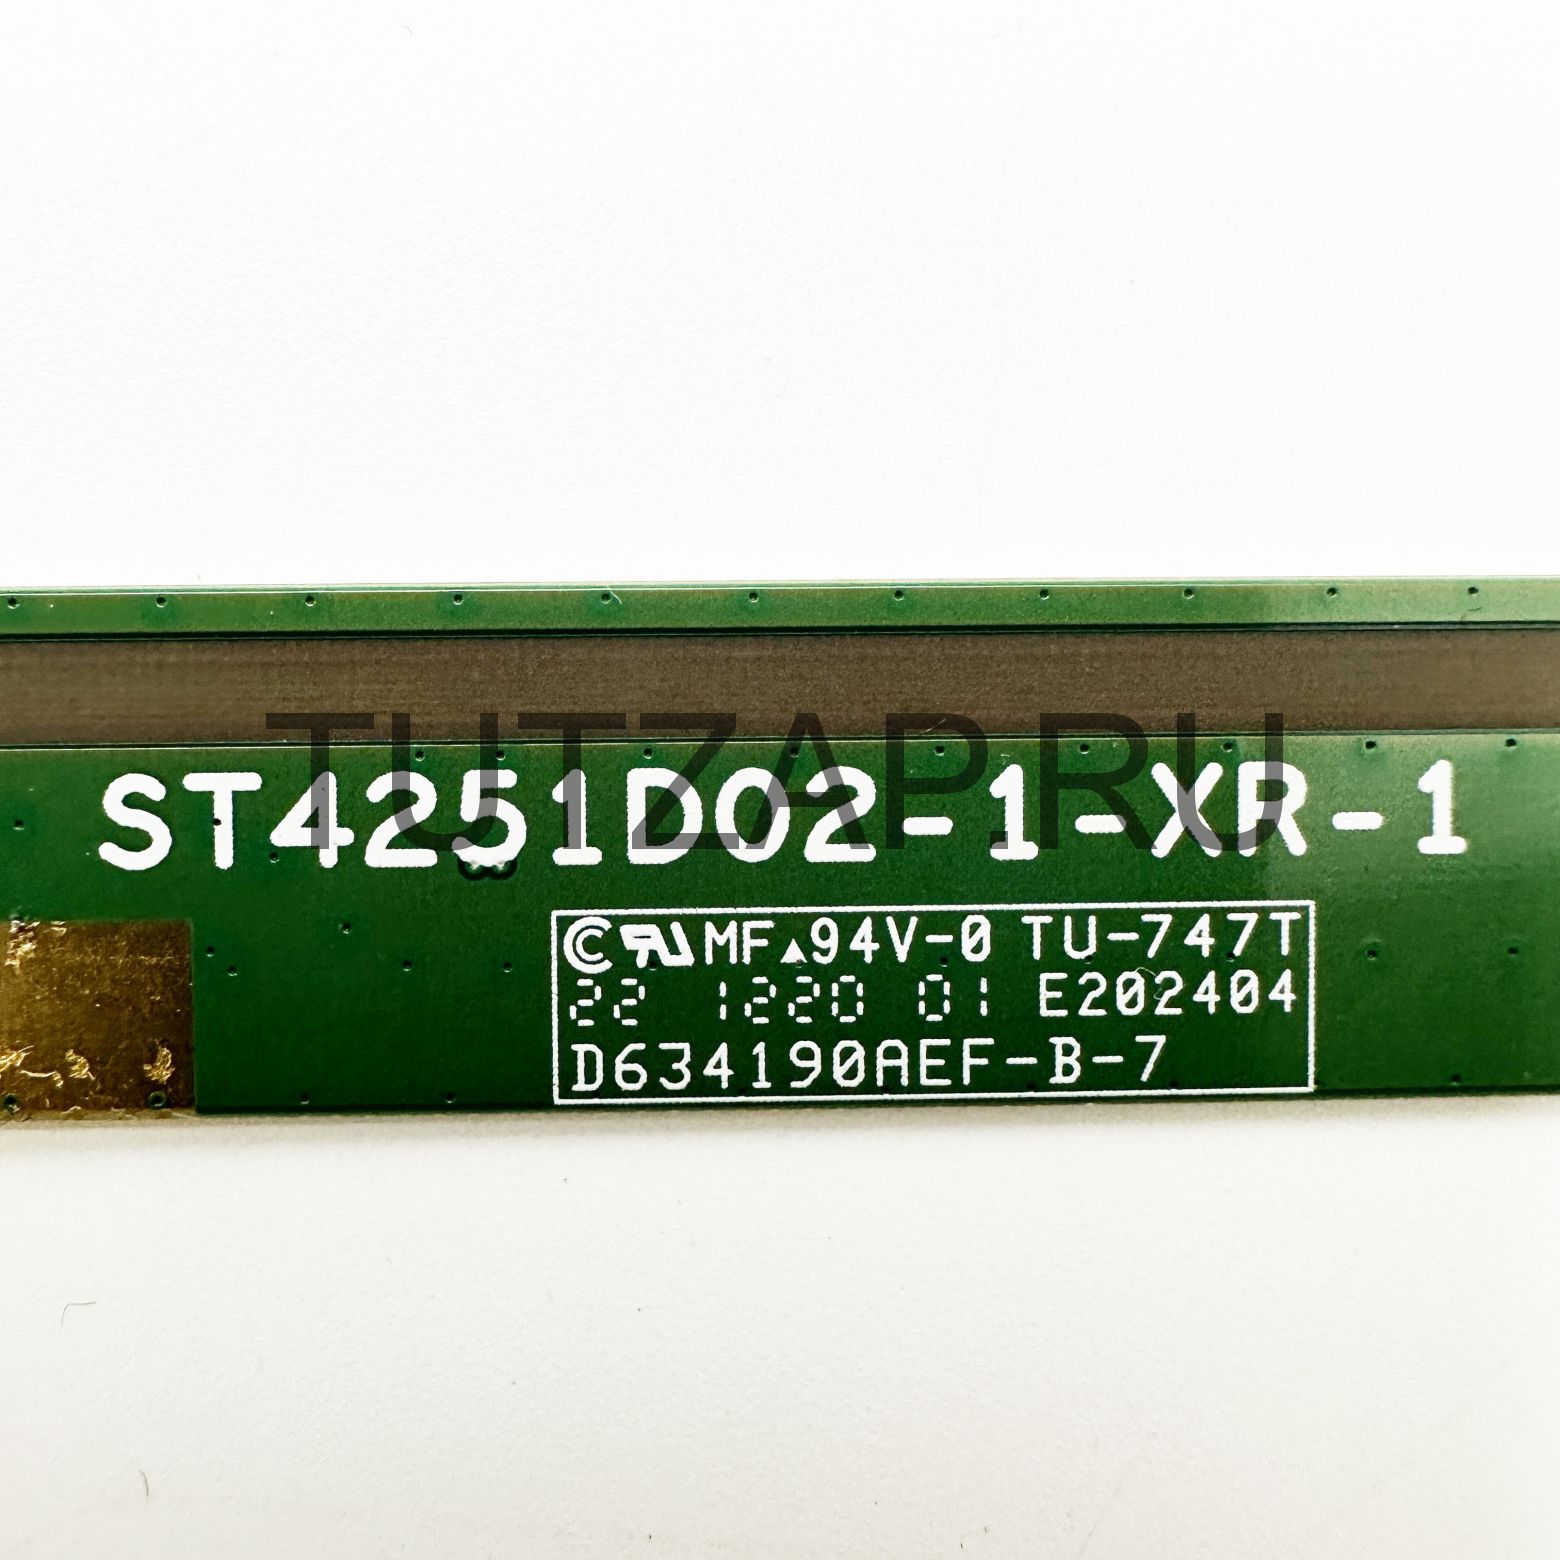 TUTZAP.RU
ST4251D02-1-XR-1
MF▲94V-0 TU-747T
22 1220 01 E202404
D634190AEF-B-7